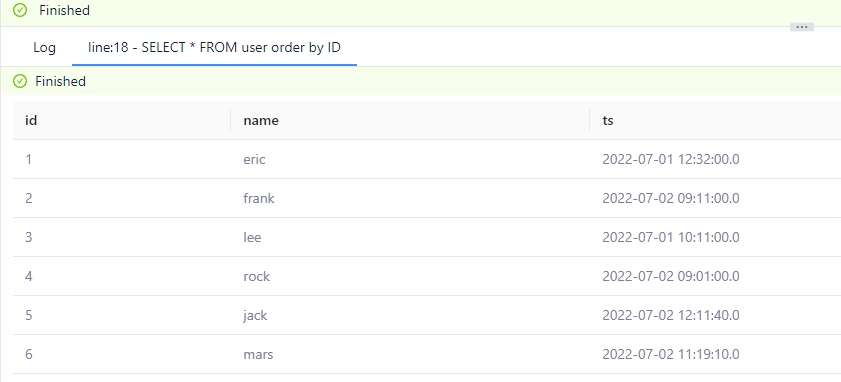 Finished
Log line:18 - SELECT * FROM user order by ID
Finished
id name ts
1 eric 2022-07-01 12:32:00.0
2 frank 2022-07-02 09:11:00.0
3 lee 2022-07-01 10:11:00.0
4 rock 2022-07-02 09:01:00.0
5 jack 2022-07-02 12:11:40.0
6 mars 2022-07-02 11:19:10.0